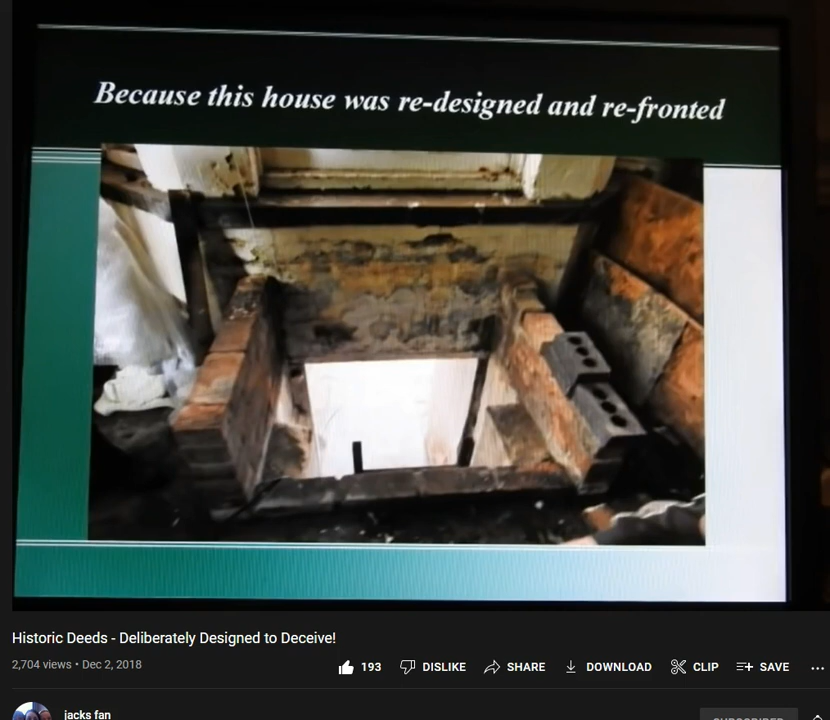 Because this house was re-designed and re-fronted
Historic Deeds - Deliberately Designed to Deceive!
2,704 views • Dec 2, 2018
193 DISLIKE SHARE DOWNLOAD CLIP SAVE
jacks fan
SUBSCRIBED